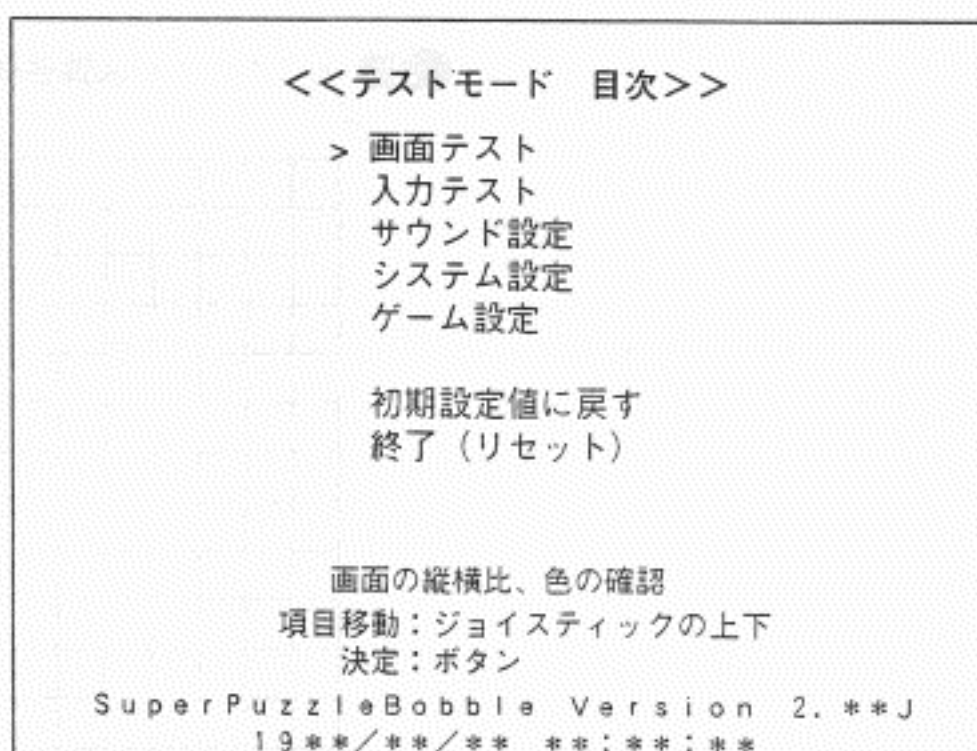 <<テストモード　目次>>
> 画面テスト
入力テスト
サウンド設定
システム設定
ゲーム設定
初期設定値に戻す
終了（リセット）
画面の縦横比、色の確認
項目移動：ジョイスティックの上下
決定：ボタン
SuperPuzzleBobble Version 2.**J
19**/**/** **:**:**